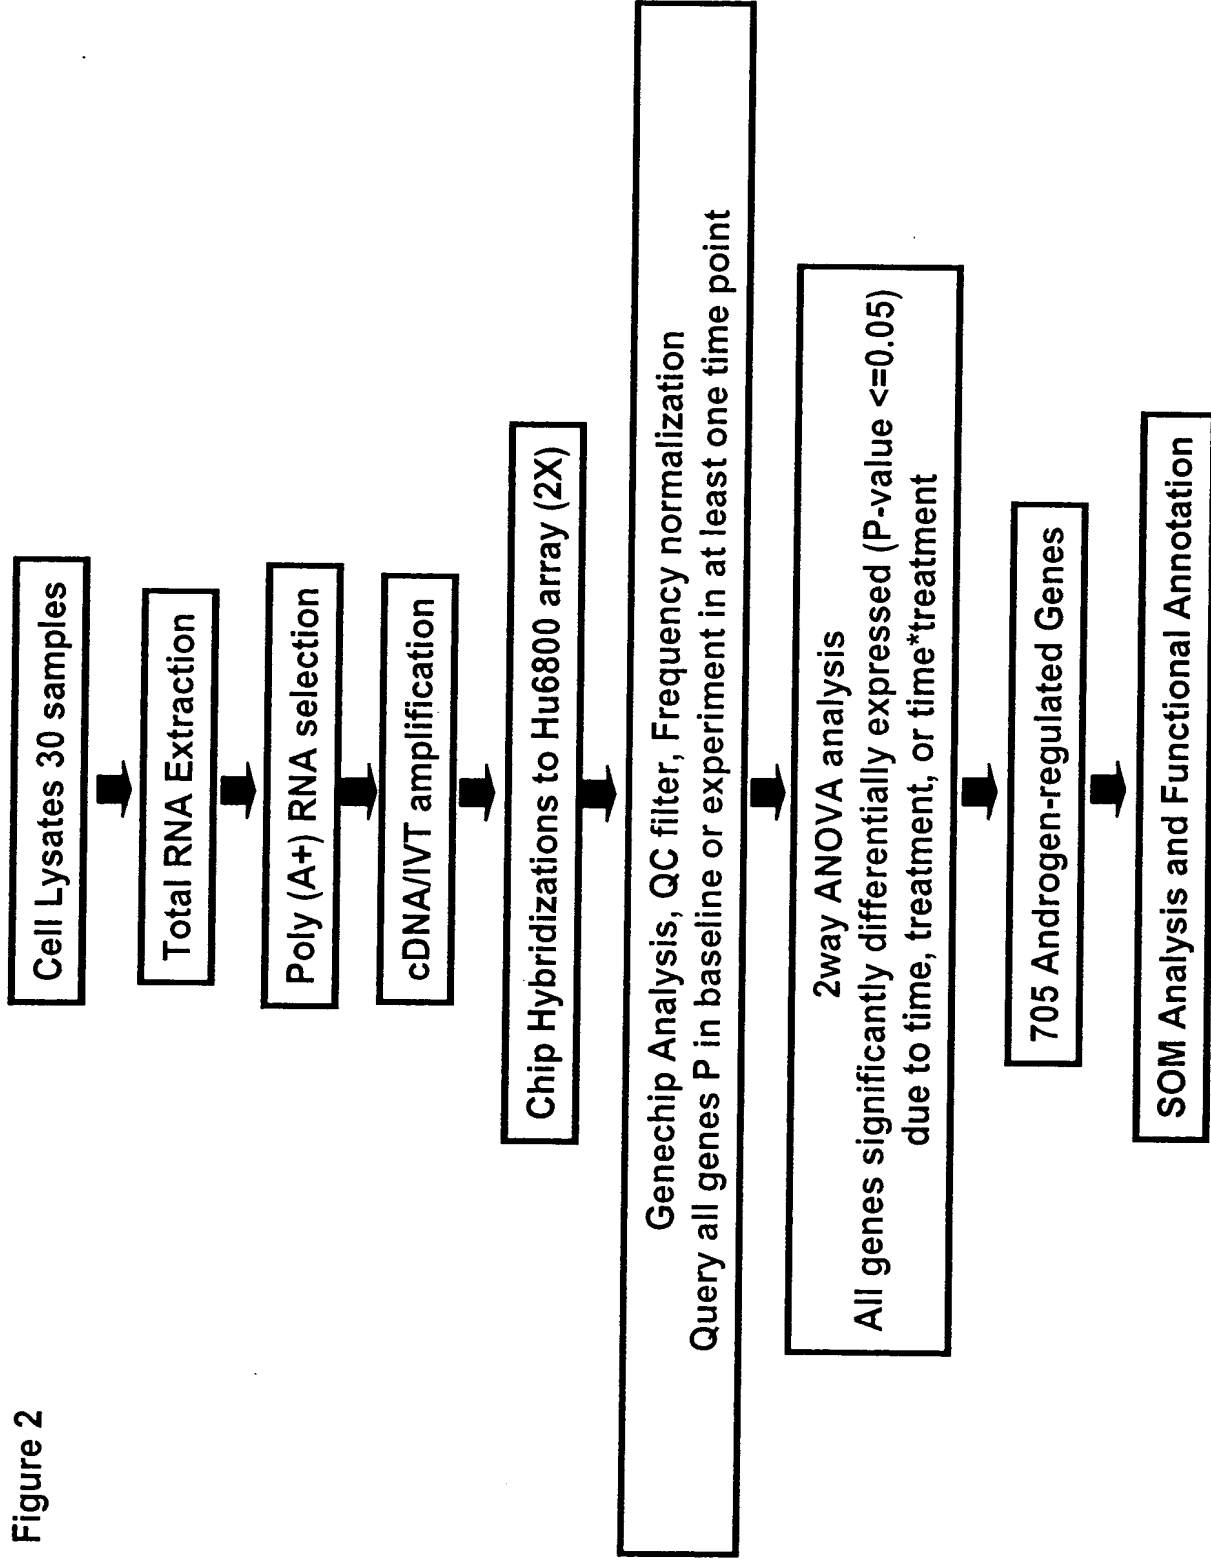 Figure 2
Cell Lysates 30 samples
Total RNA Extraction
Poly (A+) RNA selection
cDNA/IVT amplification
Chip Hybridizations to Hu6800 array (2X)
Genechip Analysis, QC filter, Frequency normalization
Query all genes P in baseline or experiment in at least one time point
2way ANOVA analysis
All genes significantly differentially expressed (P-value <=0.05)
due to time, treatment, or time*treatment
705 Androgen-regulated Genes
SOM Analysis and Functional Annotation